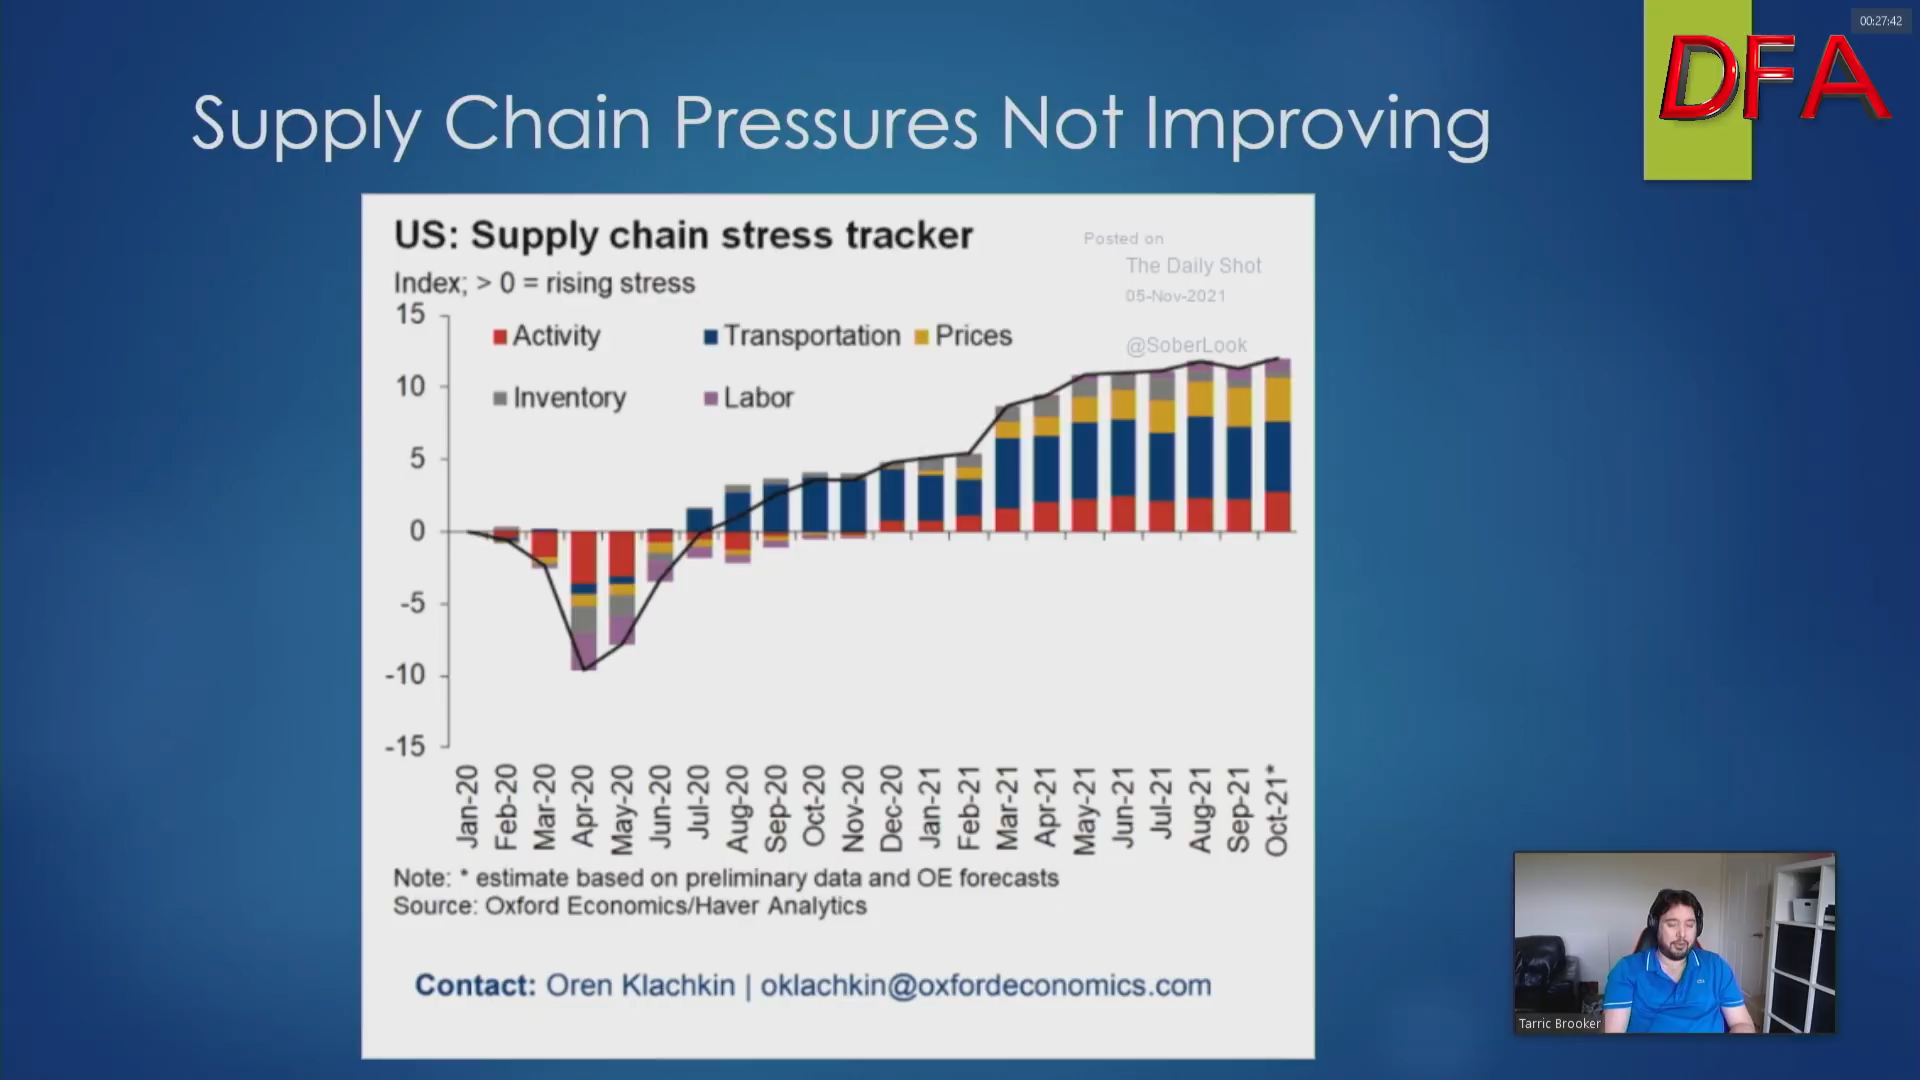 00:27:42
DFA
Supply Chain Pressures Not Improving
US: Supply chain stress tracker
Posted on
The Daily Shot
05-Nov-2021
@SoberLook
Index; > 0 = rising stress
Activity
Transportation
Prices
Inventory
Labor
15
10
5
0
-5
-10
-15
Jan-20
Feb-20
Mar-20
Apr-20
May-20
Jun-20
Jul-20
Aug-20
Sep-20
Oct-20
Nov-20
Dec-20
Jan-21
Feb-21
Mar-21
Apr-21
May-21
Jun-21
Jul-21
Aug-21
Sep-21
Oct-21*
Note: * estimate based on preliminary data and OE forecasts
Source: Oxford Economics/Haver Analytics
Contact: Oren Klachkin | oklachkin@oxfordeconomics.com
Tarric Brooker